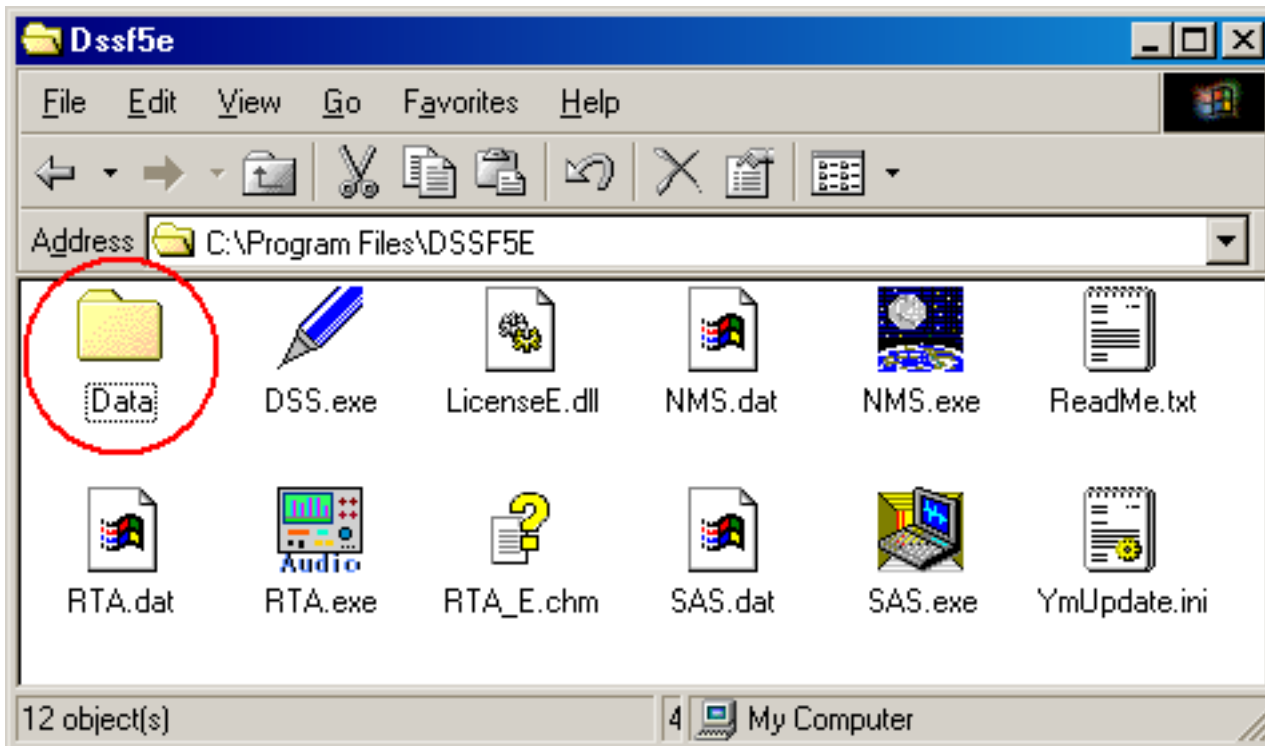 Dssf5e
File Edit View Go Favorites Help
Address C:\Program Files\DSSF5E
Data DSS.exe LicenseE.dll NMS.dat NMS.exe ReadMe.txt
Audio
RTA.dat RTA.exe RTA_E.chm SAS.dat SAS.exe YmUpdate.ini
12 object(s) 4 My Computer